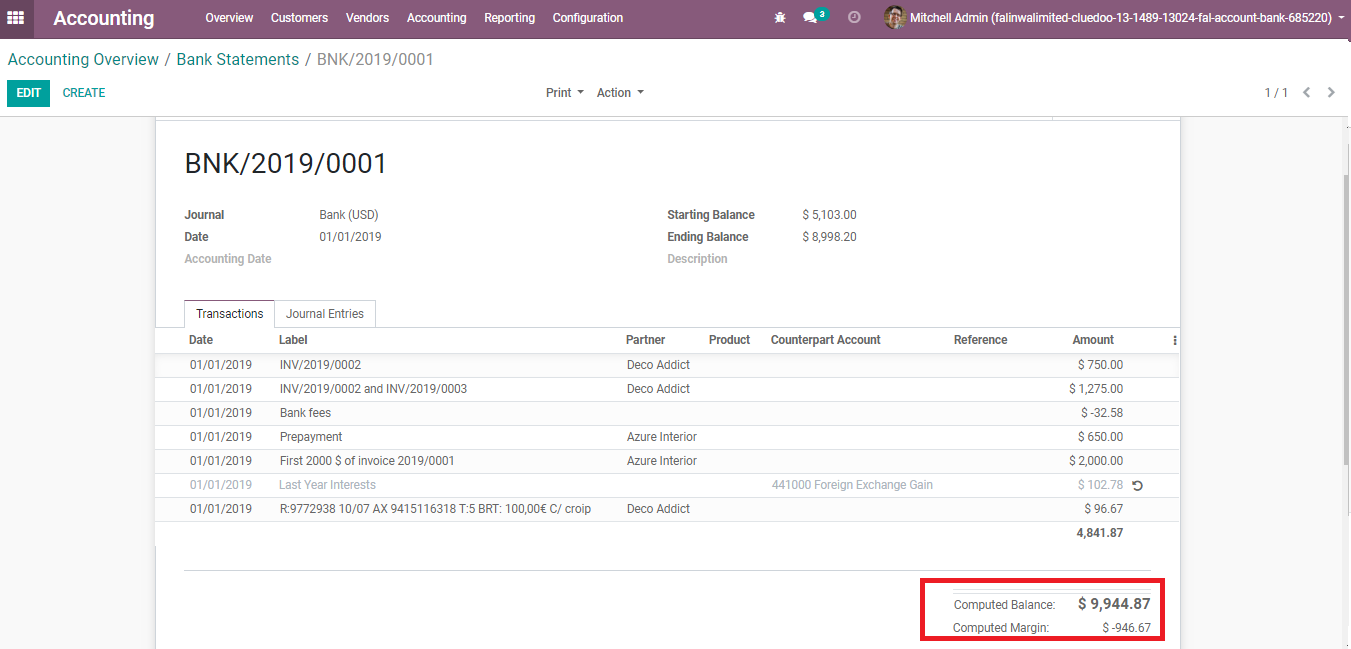 Accounting Overview Customers Vendors Accounting Reporting Configuration 3 Mitchell Admin (falinwalimited-cluedoo-13-1489-13024-fal-account-bank-685220)
Accounting Overview / Bank Statements / BNK/2019/0001
EDIT CREATE Print Action 1 / 1
BNK/2019/0001
Journal Bank (USD) Starting Balance $ 5,103.00
Date 01/01/2019 Ending Balance $ 8,998.20
Accounting Date Description
Transactions Journal Entries
Date Label Partner Product Counterpart Account Reference Amount
01/01/2019 INV/2019/0002 Deco Addict $ 750.00
01/01/2019 INV/2019/0002 and INV/2019/0003 Deco Addict $ 1,275.00
01/01/2019 Bank fees $ -32.58
01/01/2019 Prepayment Azure Interior $ 650.00
01/01/2019 First 2000 $ of invoice 2019/0001 Azure Interior $ 2,000.00
01/01/2019 Last Year Interests 441000 Foreign Exchange Gain $ 102.78
01/01/2019 R:9772938 10/07 AX 9415116318 T:5 BRT: 100,00€ C/ croip Deco Addict $ 96.67
4,841.87
Computed Balance: $ 9,944.87
Computed Margin: $ -946.67